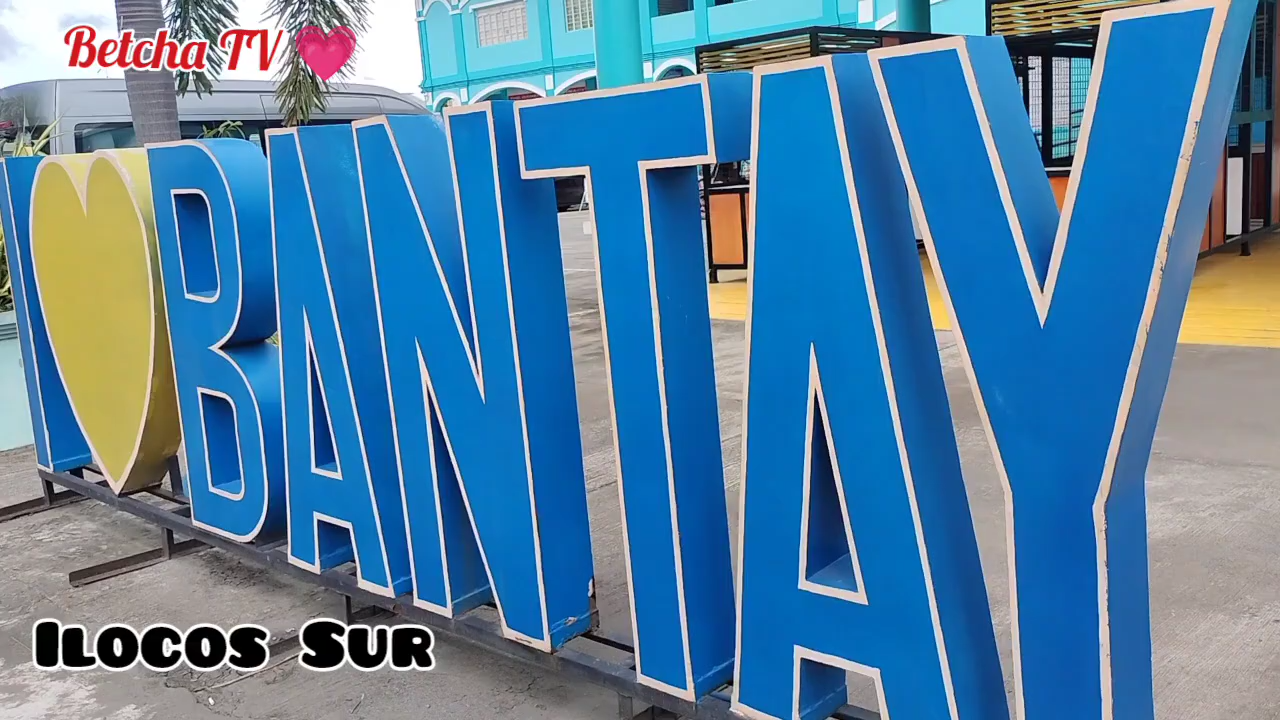 Betcha TV 💗
I 💛 BANTAY
Ilocos Sur